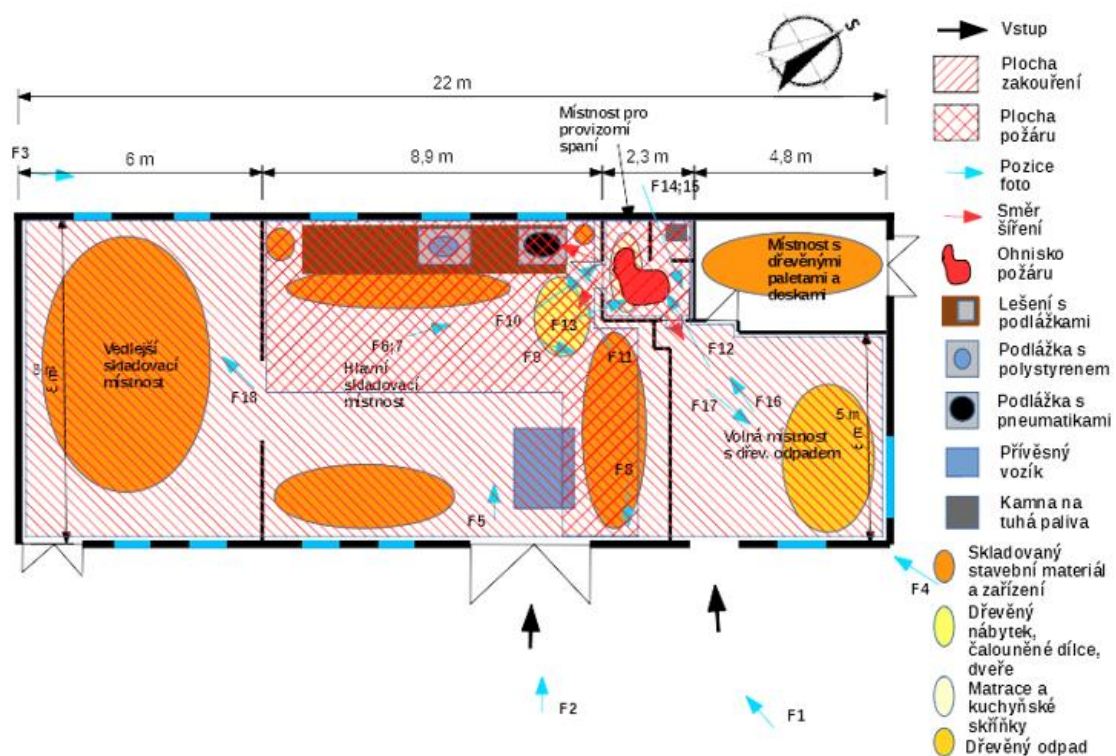 S
Vstup
22 m
Plocha
zakouření
Místnost pro
provizorní
spaní
Plocha
požáru
F3
6 m
8,9 m
2,3 m
4,8 m
F14;15
Pozice
foto
Směr
šíření
Místnost s
dřevěnými
paletami a
deskami
Ohnisko
požáru
Lešení s
podlážkami
F10
F13
F6;7
F9
F11
F12
Vedlejší
skladovací
místnost
Hlavní
skladovací
místnost
F18
F17
F16
Podlážka s
polystyrenem
Podlážka s
pneumatikami
5 m
Volná místnost
s dřev. odpadem
F8
F5
Přívěsný
vozík
Kamna na
tuhá paliva
Skladovaný
stavební materiál
a zařízení
F4
Dřevěný
nábytek,
čalouněné dílce,
dveře
F2
F1
Matrace a
kuchyňské
skříňky
Dřevěný odpad